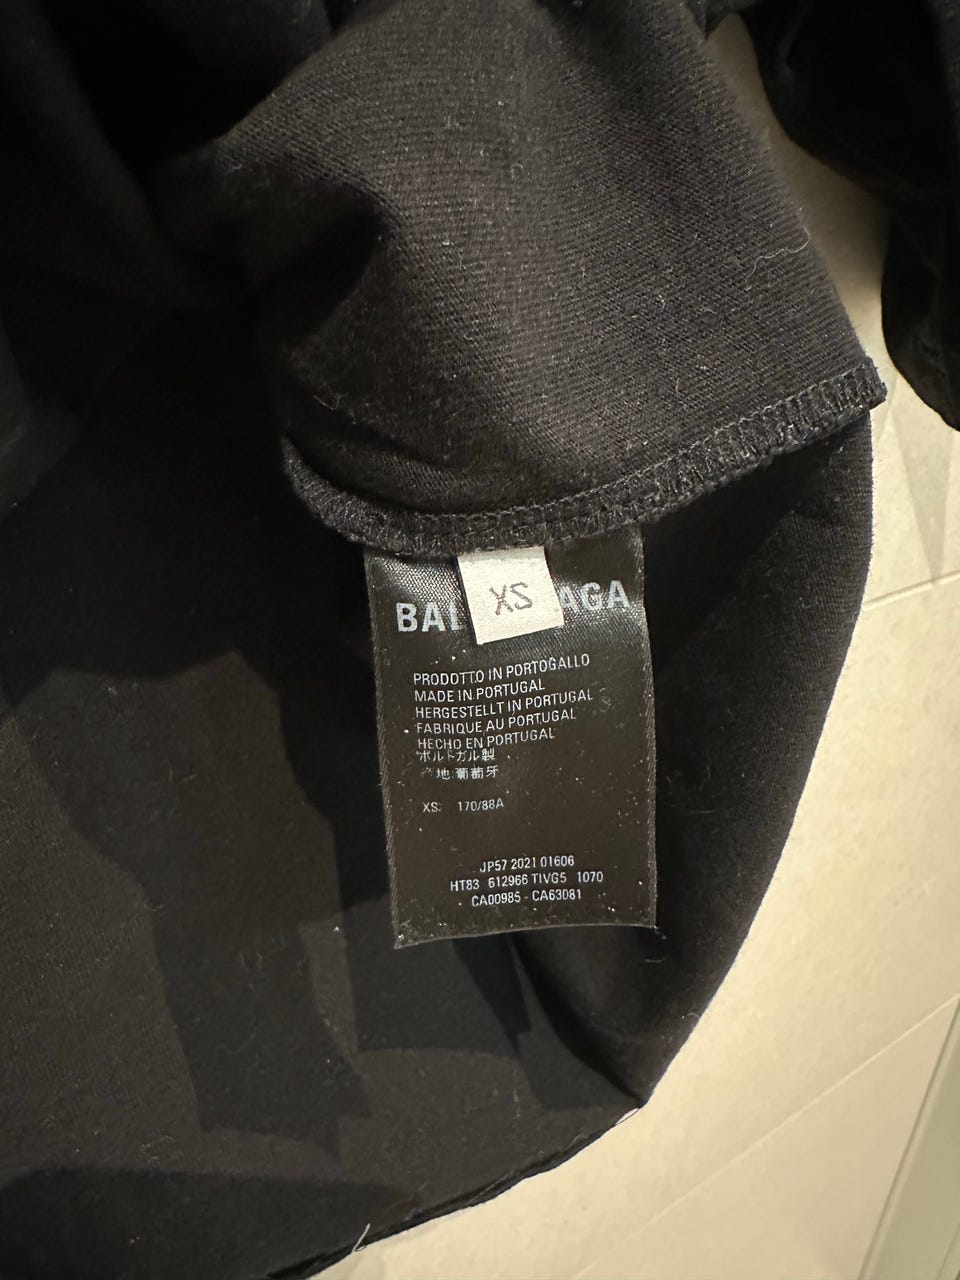 XS
BAL AGA
PRODOTTO IN PORTOGALLO
MADE IN PORTUGAL
HERGESTELLT IN PORTUGAL
FABRIQUE AU PORTUGAL
HECHO EN PORTUGAL
ポルトガル製
产地:葡萄牙
XS: 170/88A
JP57 2021 01606
HT83 612966 TIVG5 1070
CA00985 - CA63081